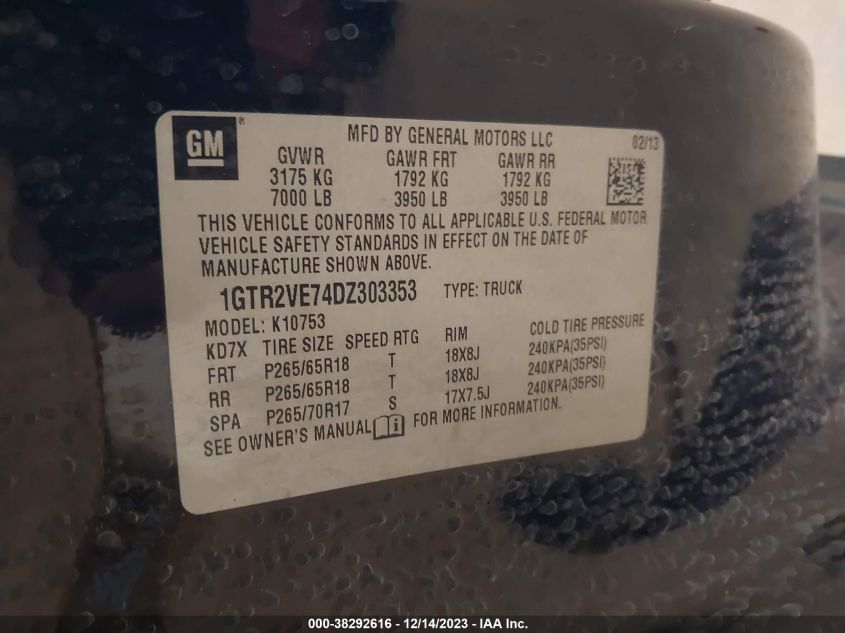 GM®
MFD BY GENERAL MOTORS LLC 02/13
GVWR GAWR FRT GAWR RR
3175 KG 1792 KG 1792 KG
7000 LB 3950 LB 3950 LB
THIS VEHICLE CONFORMS TO ALL APPLICABLE U.S. FEDERAL MOTOR
VEHICLE SAFETY STANDARDS IN EFFECT ON THE DATE OF
MANUFACTURE SHOWN ABOVE.
1GTR2VE74DZ303353 TYPE: TRUCK
MODEL: K10753
KD7X TIRE SIZE SPEED RTG RIM COLD TIRE PRESSURE
FRT P265/65R18 T 18X8J 240KPA(35PSI)
RR P265/65R18 T 18X8J 240KPA(35PSI)
SPA P265/70R17 S 17X7.5J 240KPA(35PSI)
SEE OWNER'S MANUAL i FOR MORE INFORMATION.
000-38292616 - 12/14/2023 - IAA Inc.